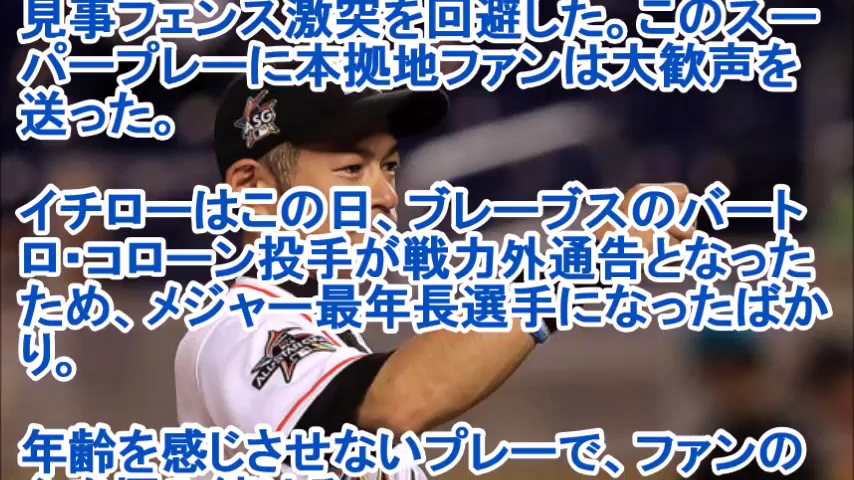 見事フェンス激突を回避した。このスー
パープレーに本拠地ファンは大歓声を
送った。
ASG
イチローはこの日、ブレーブスのバート
ロ・コローン投手が戦力外通告となった
ため、メジャー最年長選手になったばか
り。
年齢を感じさせないプレーで、ファンの